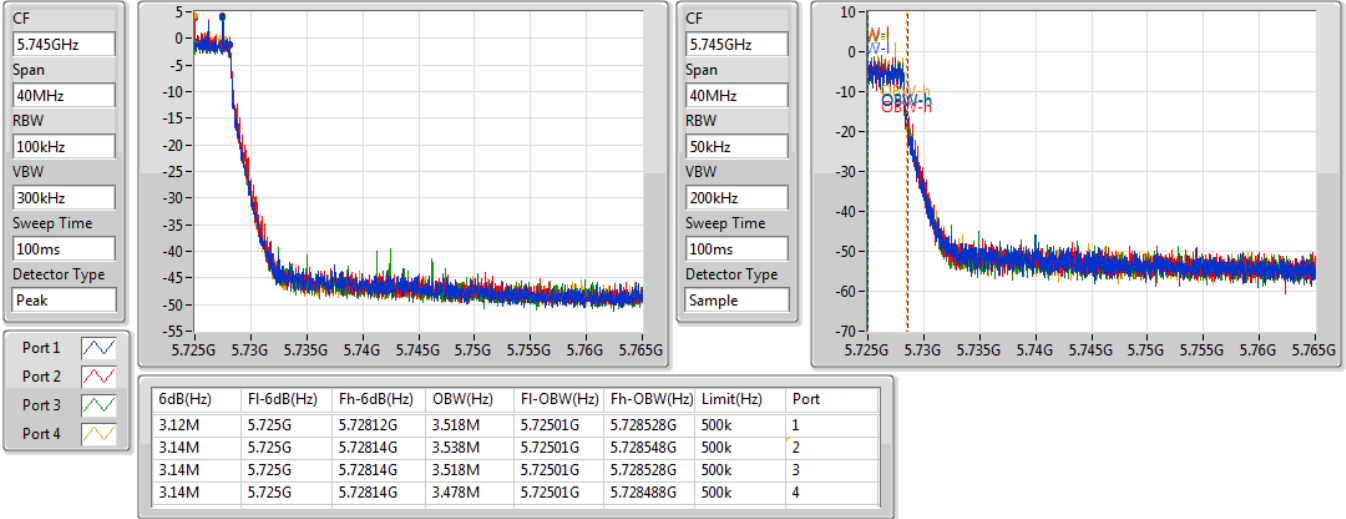 CF
5.745GHz
Span
40MHz
RBW
100kHz
VBW
300kHz
Sweep Time
100ms
Detector Type
Peak
5
0
-5
-10
-15
-20
-25
-30
-35
-40
-45
-50
-55
5.725G 5.73G 5.735G 5.74G 5.745G 5.75G 5.755G 5.76G 5.765G
CF
5.745GHz
Span
40MHz
RBW
50kHz
VBW
200kHz
Sweep Time
100ms
Detector Type
Sample
10
0
-10
-20
-30
-40
-50
-60
-70
W-l
W-l
OBW-h
OBW-h
OBW-h
5.725G 5.73G 5.735G 5.74G 5.745G 5.75G 5.755G 5.76G 5.765G
Port 1
Port 2
Port 3
Port 4
6dB(Hz) Fl-6dB(Hz) Fh-6dB(Hz) OBW(Hz) Fl-OBW(Hz) Fh-OBW(Hz) Limit(Hz) Port
3.12M 5.725G 5.72812G 3.518M 5.72501G 5.728528G 500k 1
3.14M 5.725G 5.72814G 3.538M 5.72501G 5.728548G 500k 2
3.14M 5.725G 5.72814G 3.518M 5.72501G 5.728528G 500k 3
3.14M 5.725G 5.72814G 3.478M 5.72501G 5.728488G 500k 4